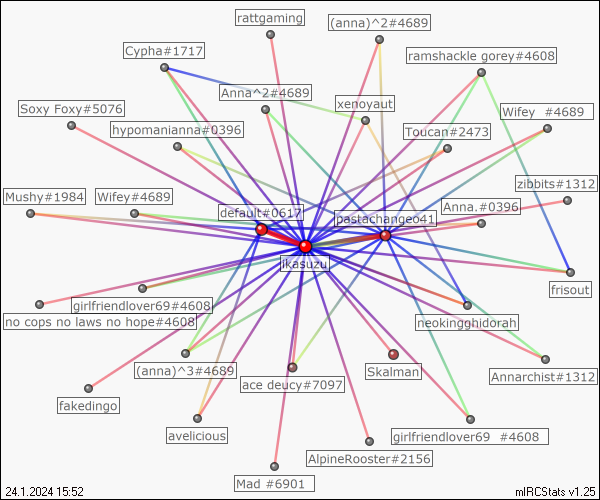 rattgaming
(anna)^2#4689
Cypha#1717
ramshackle gorey#4608
Anna^2#4689
xenoyaut
Soxy Foxy#5076
Wifey #4689
hypomanianna#0396
Toucan#2473
zibbits#1312
Mushy#1984
Wifey#4689
default#0617
pastachange041
Anna.#0396
ikasuzu
frisout
girlfriendlover69#4608
no cops no laws no hope#4608
neokingghidorah
(anna)^3#4689
ace deucy#7097
Skalman
Annarchist#1312
fakedingo
avelicious
girlfriendlover69 #4608
AlpineRooster#2156
Mad #6901
24.1.2024 15:52
mIRCStats v1.25